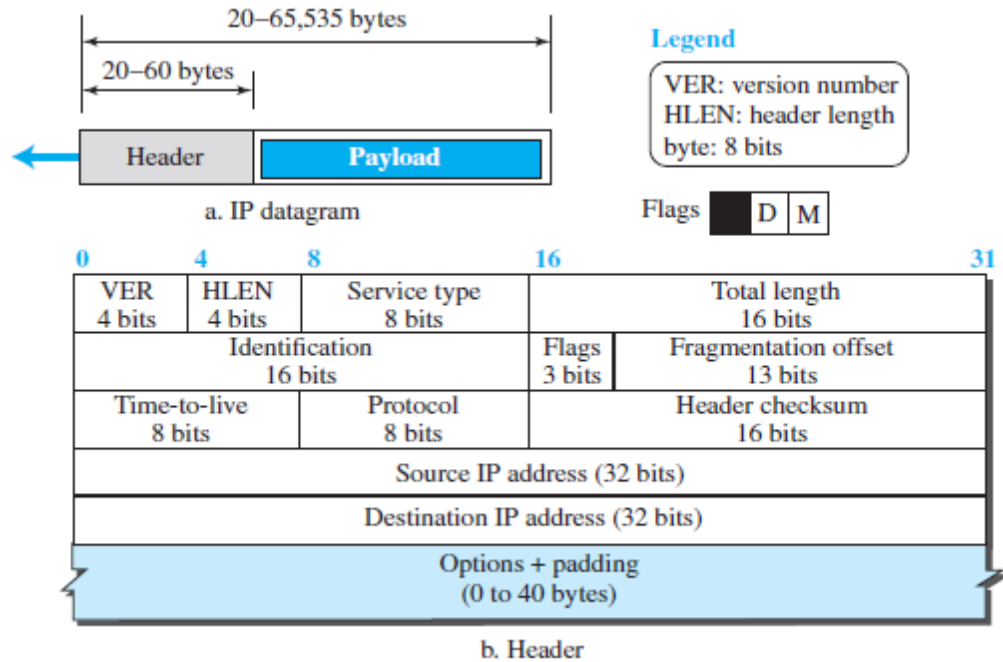 20–65,535 bytes
20–60 bytes
Header
Payload
a. IP datagram
Legend
VER: version number
HLEN: header length
byte: 8 bits
Flags D M
0 4 8 16 31
VER HLEN Service type Total length
4 bits 4 bits 8 bits 16 bits
Identification Flags Fragmentation offset
16 bits 3 bits 13 bits
Time-to-live Protocol Header checksum
8 bits 8 bits 16 bits
Source IP address (32 bits)
Destination IP address (32 bits)
Options + padding
(0 to 40 bytes)
b. Header